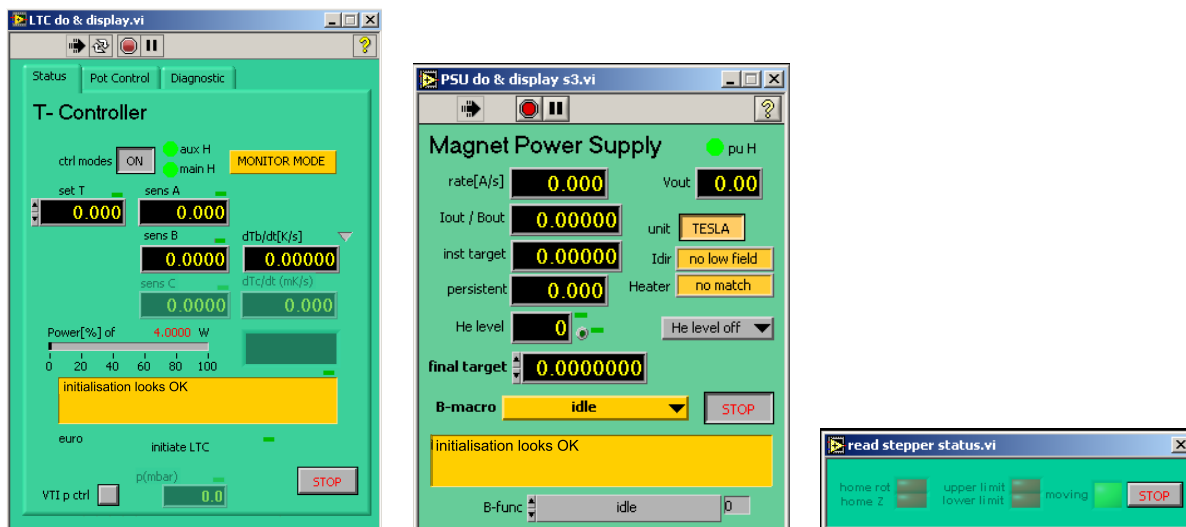 LTC do & display.vi
Status Pot Control Diagnostic
T- Controller
ctrl modes ON aux H main H MONITOR MODE
set T sens A
0.000 0.000
sens B dTb/dt[K/s]
0.0000 0.00000
sens C dTc/dt (mK/s)
0.0000 0.000
Power[%] of 4.0000 W
0 20 40 60 80 100
initialisation looks OK
euro initiate LTC
p(mbar)
VTI p ctrl 0.0 STOP
PSU do & display s3.vi
Magnet Power Supply pu H
rate[A/s] 0.000 Vout 0.00
Iout / Bout 0.00000 unit TESLA
inst target 0.00000 Idir no low field
persistent 0.000 Heater no match
He level 0 He level off
final target 0.0000000
B-macro idle STOP
initialisation looks OK
B-func idle 0
read stepper status.vi
home rot upper limit
home Z lower limit moving STOP